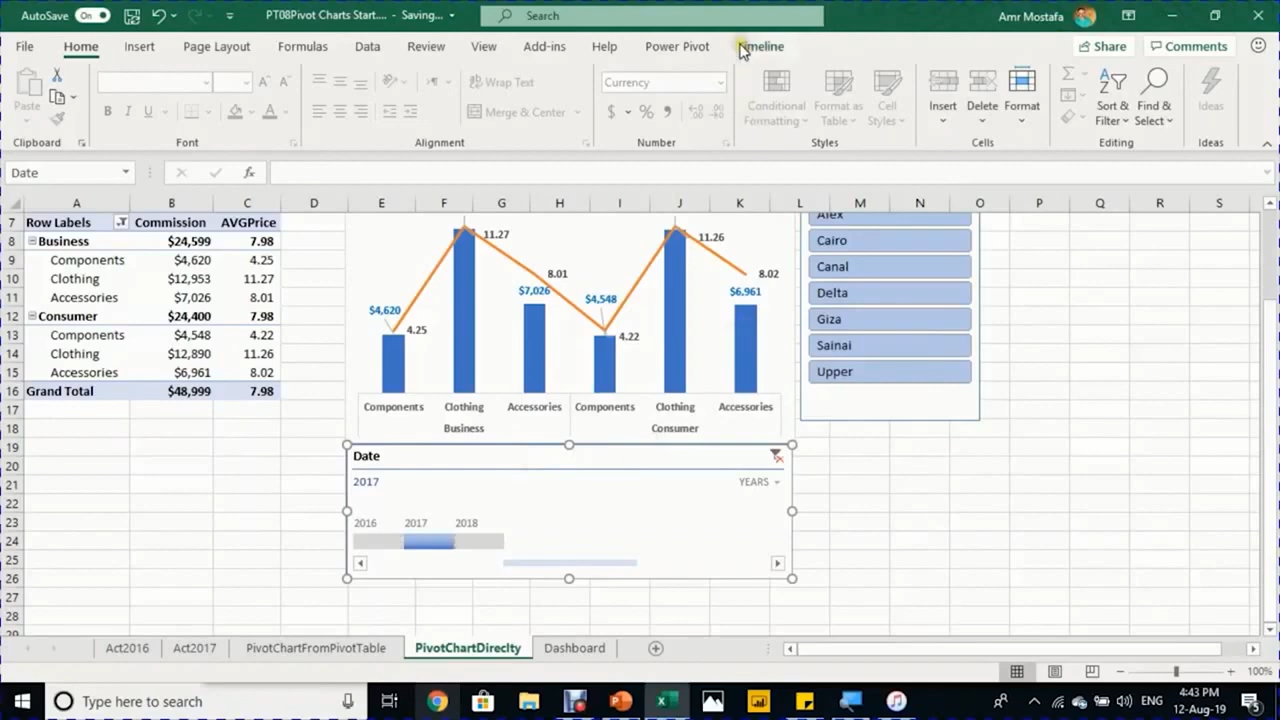 AutoSave On PT08Pivot Charts Start.... - Saving... Search Amr Mostafa
File Home Insert Page Layout Formulas Data Review View Add-ins Help Power Pivot Timeline Share Comments
Wrap Text Currency
Paste Merge & Center Conditional Formatting Format as Table Cell Styles Insert Delete Format Sort & Filter Find & Select Ideas
Clipboard Font Alignment Number Styles Cells Editing Ideas
Date fx
A B C D E F G H I J K L M N O P Q R S
7 Row Labels Commission AVGPrice
8 Business $24,599 7.98
9 Components $4,620 4.25
10 Clothing $12,953 11.27
11 Accessories $7,026 8.01
12 Consumer $24,400 7.98
13 Components $4,548 4.22
14 Clothing $12,890 11.26
15 Accessories $6,961 8.02
16 Grand Total $48,999 7.98
17
18
19
20
21
22
23
24
25
26
27
28
29
11.27 11.26
8.01 8.02
$4,620 $7,026 $4,548 $6,961
4.25 4.22
Components Clothing Accessories Components Clothing Accessories
Business Consumer
Alex
Cairo
Canal
Delta
Giza
Sainai
Upper
Date
2017 YEARS
2016 2017 2018
Act2016 Act2017 PivotChartFromPivotTable PivotChartDireclty Dashboard
100%
Type here to search ENG 4:43 PM
12-Aug-19 5